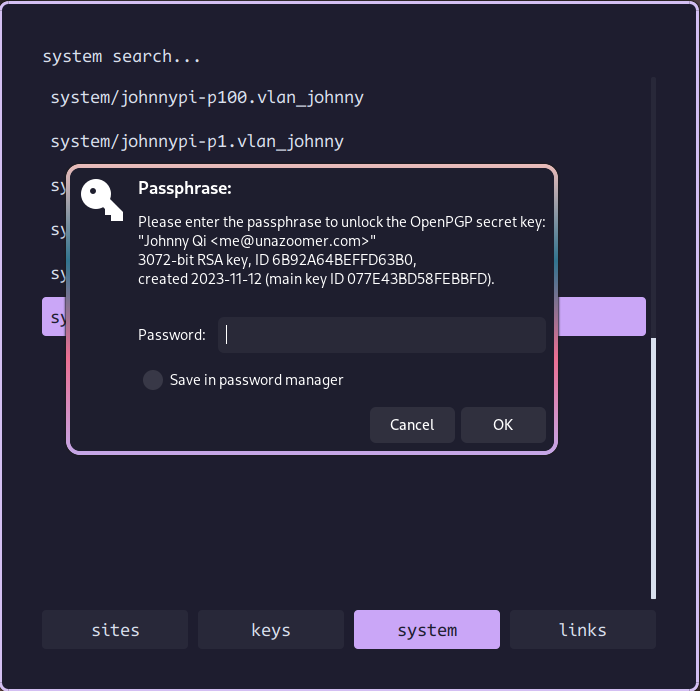 system search...
system/johnnypi-p100.vlan_johnny
system/johnnypi-p1.vlan_johnny
sy
sy
sy
sy
Passphrase:
Please enter the passphrase to unlock the OpenPGP secret key:
"Johnny Qi <me@unazoomer.com>"
3072-bit RSA key, ID 6B92A64BEFFD63B0,
created 2023-11-12 (main key ID 077E43BD58FEBBFD).
Password:
Save in password manager
Cancel OK
sites keys system links